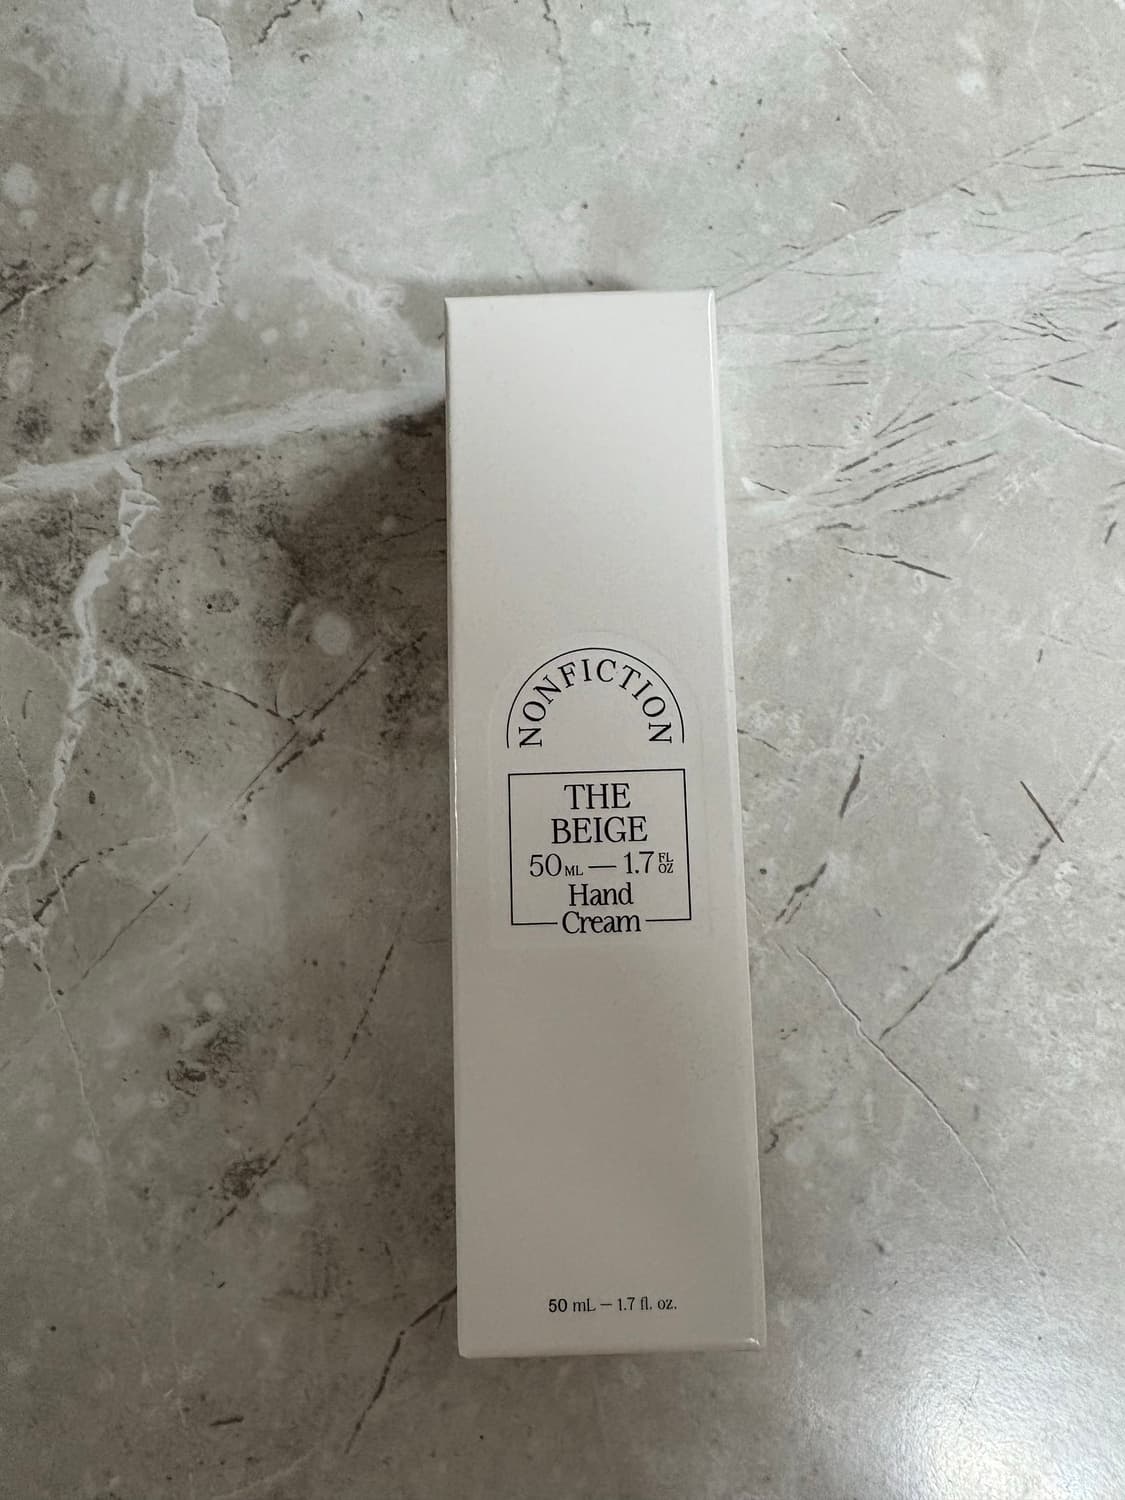 NONFICTION
THE
BEIGE
50ML — 1.7 FL OZ
Hand
Cream
50 mL — 1.7 fl. oz.